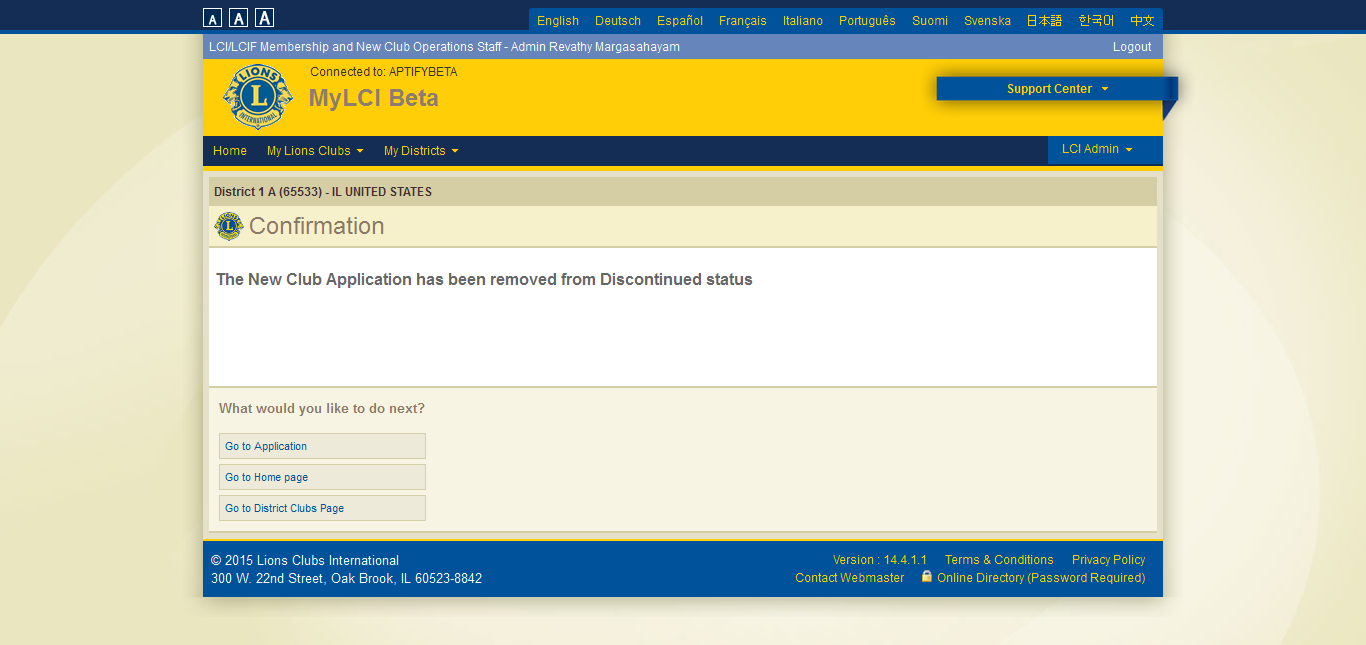 A A A English Deutsch Español Français Italiano Português Suomi Svenska 日本語 한국어 中文
LCI/LCIF Membership and New Club Operations Staff - Admin Revathy Margasahayam Logout
LIONS L INTERNATIONAL
Connected to: APTIFYBETA
MyLCI Beta
Support Center
Home My Lions Clubs My Districts LCI Admin
District 1 A (65533) - IL UNITED STATES
Confirmation
The New Club Application has been removed from Discontinued status
What would you like to do next?
Go to Application
Go to Home page
Go to District Clubs Page
© 2015 Lions Clubs International Version : 14.4.1.1 Terms & Conditions Privacy Policy
300 W. 22nd Street, Oak Brook, IL 60523-8842 Contact Webmaster Online Directory (Password Required)